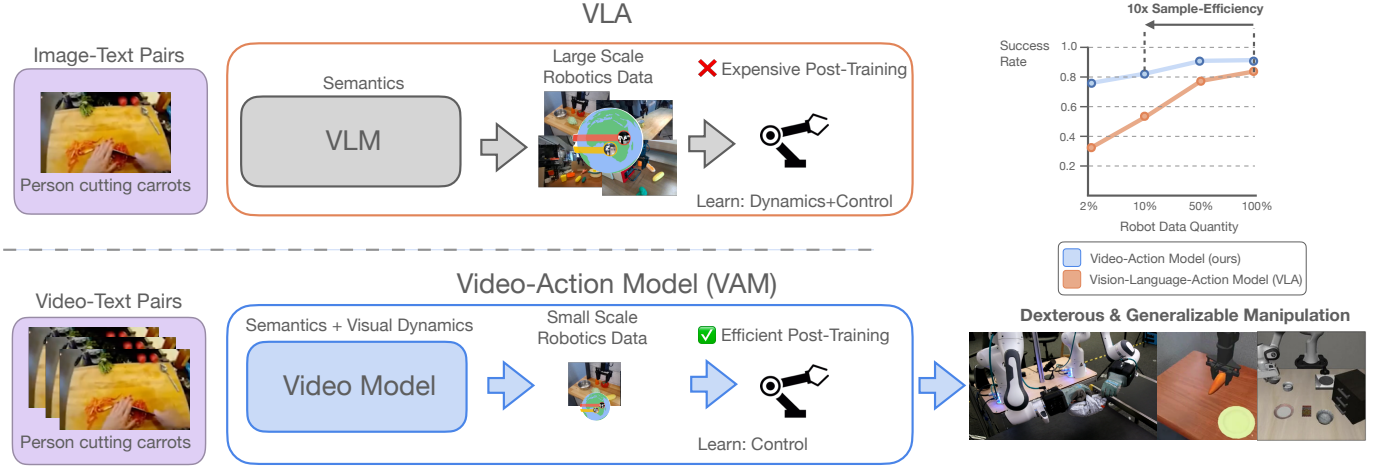 VLA
Image-Text Pairs
Person cutting carrots
Semantics
VLM
Large Scale
Robotics Data
❌ Expensive Post-Training
Learn: Dynamics+Control
10x Sample-Efficiency
Success
Rate
1.0
0.8
0.6
0.4
0.2
2%
10%
50%
100%
Robot Data Quantity
Video-Action Model (ours)
Vision-Language-Action Model (VLA)
Video-Action Model (VAM)
Video-Text Pairs
Person cutting carrots
Semantics + Visual Dynamics
Video Model
Small Scale
Robotics Data
✅ Efficient Post-Training
Learn: Control
Dexterous & Generalizable Manipulation